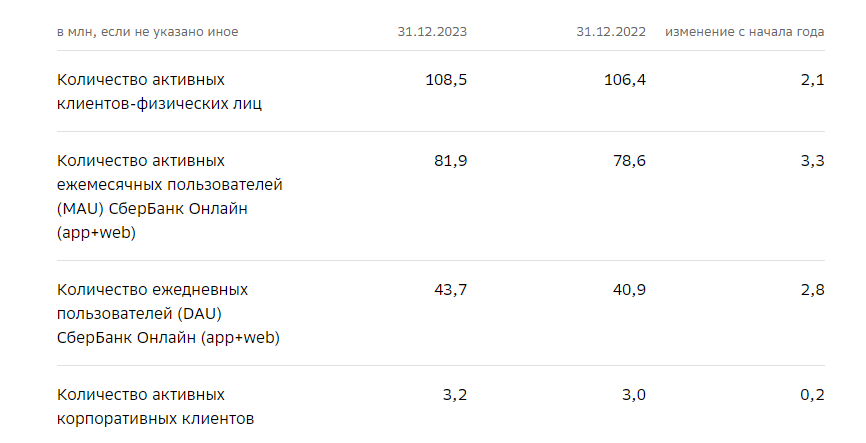 в млн, если не указано иное 31.12.2023 31.12.2022 изменение с начала года
Количество активных 108,5 106,4 2,1
клиентов-физических лиц
Количество активных 81,9 78,6 3,3
ежемесячных пользователей
(MAU) СберБанк Онлайн
(app+web)
Количество ежедневных 43,7 40,9 2,8
пользователей (DAU)
СберБанк Онлайн (app+web)
Количество активных 3,2 3,0 0,2
корпоративных клиентов